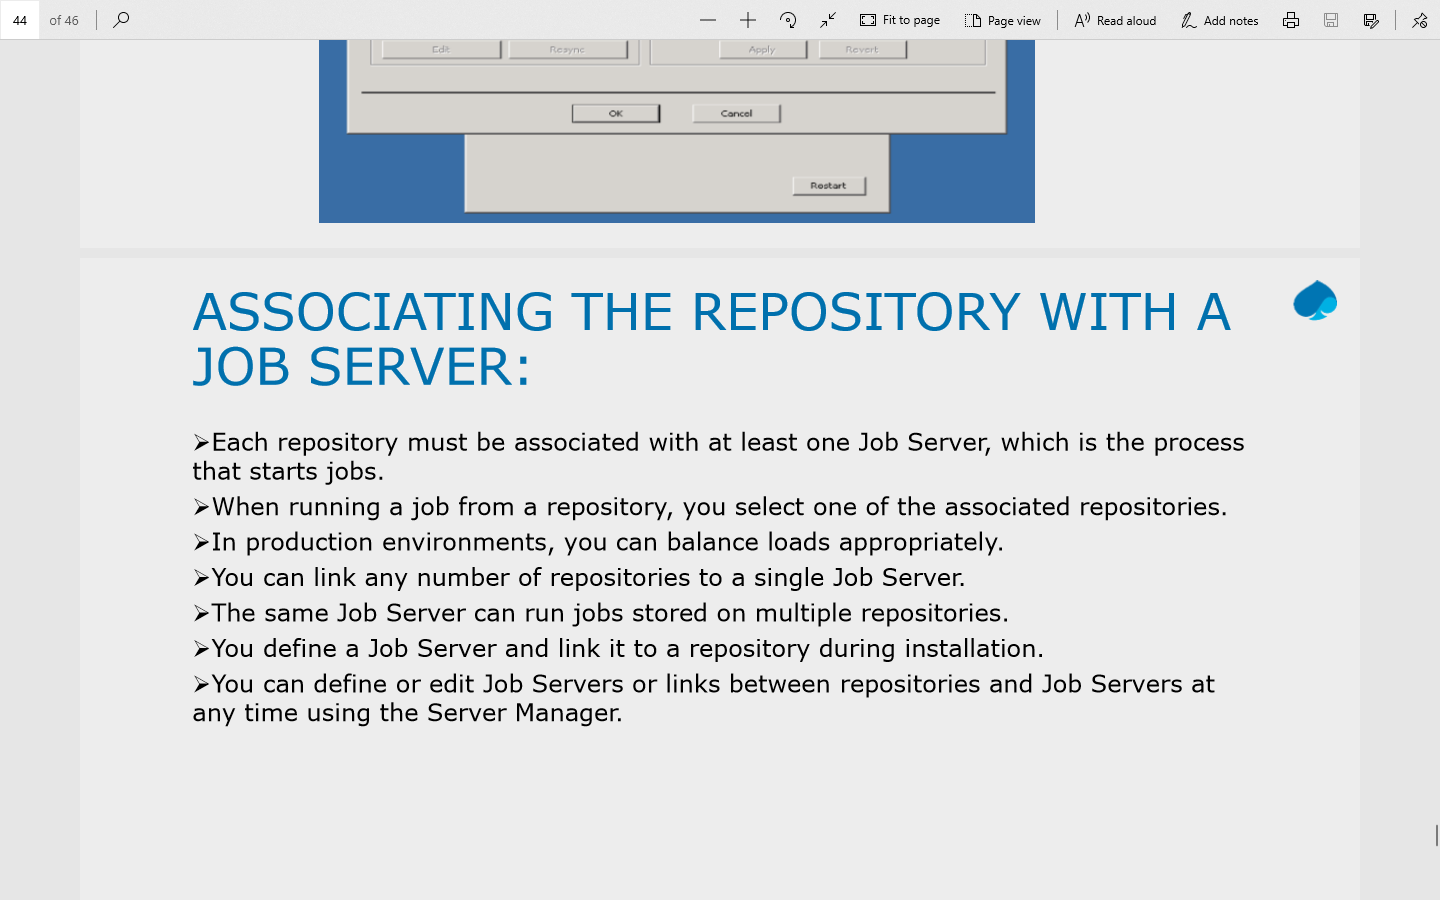 44 of 46 Fit to page Page view Read aloud Add notes
Edit Resync Apply Revert
OK Cancel
Restart
ASSOCIATING THE REPOSITORY WITH A
JOB SERVER:
➢Each repository must be associated with at least one Job Server, which is the process
that starts jobs.
➢When running a job from a repository, you select one of the associated repositories.
➢In production environments, you can balance loads appropriately.
➢You can link any number of repositories to a single Job Server.
➢The same Job Server can run jobs stored on multiple repositories.
➢You define a Job Server and link it to a repository during installation.
➢You can define or edit Job Servers or links between repositories and Job Servers at
any time using the Server Manager.